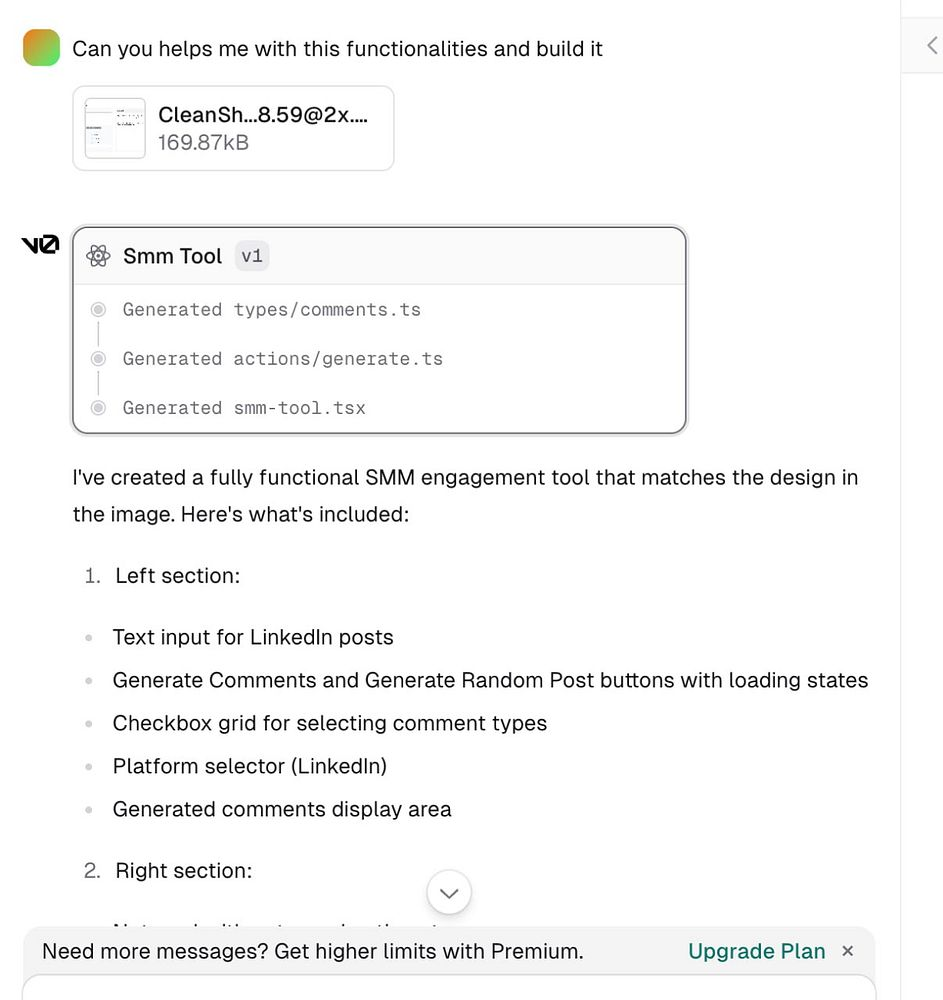 Can you helps me with this functionalities and build it
CleanSh...8.59@2x....
169.87kB
v0
Smm Tool v1
Generated types/comments.ts
Generated actions/generate.ts
Generated smm-tool.tsx
I've created a fully functional SMM engagement tool that matches the design in
the image. Here's what's included:
1. Left section:
Text input for LinkedIn posts
Generate Comments and Generate Random Post buttons with loading states
Checkbox grid for selecting comment types
Platform selector (LinkedIn)
Generated comments display area
2. Right section:
Need more messages? Get higher limits with Premium.
Upgrade Plan ×